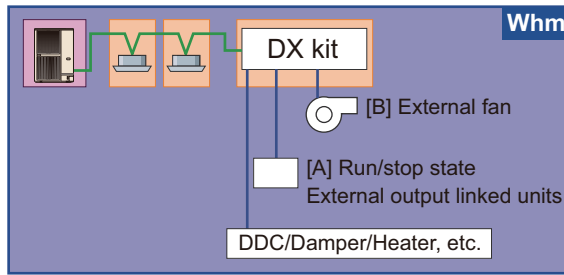 Whm
DX kit
[B] External fan
[A] Run/stop state
External output linked units
DDC/Damper/Heater, etc.